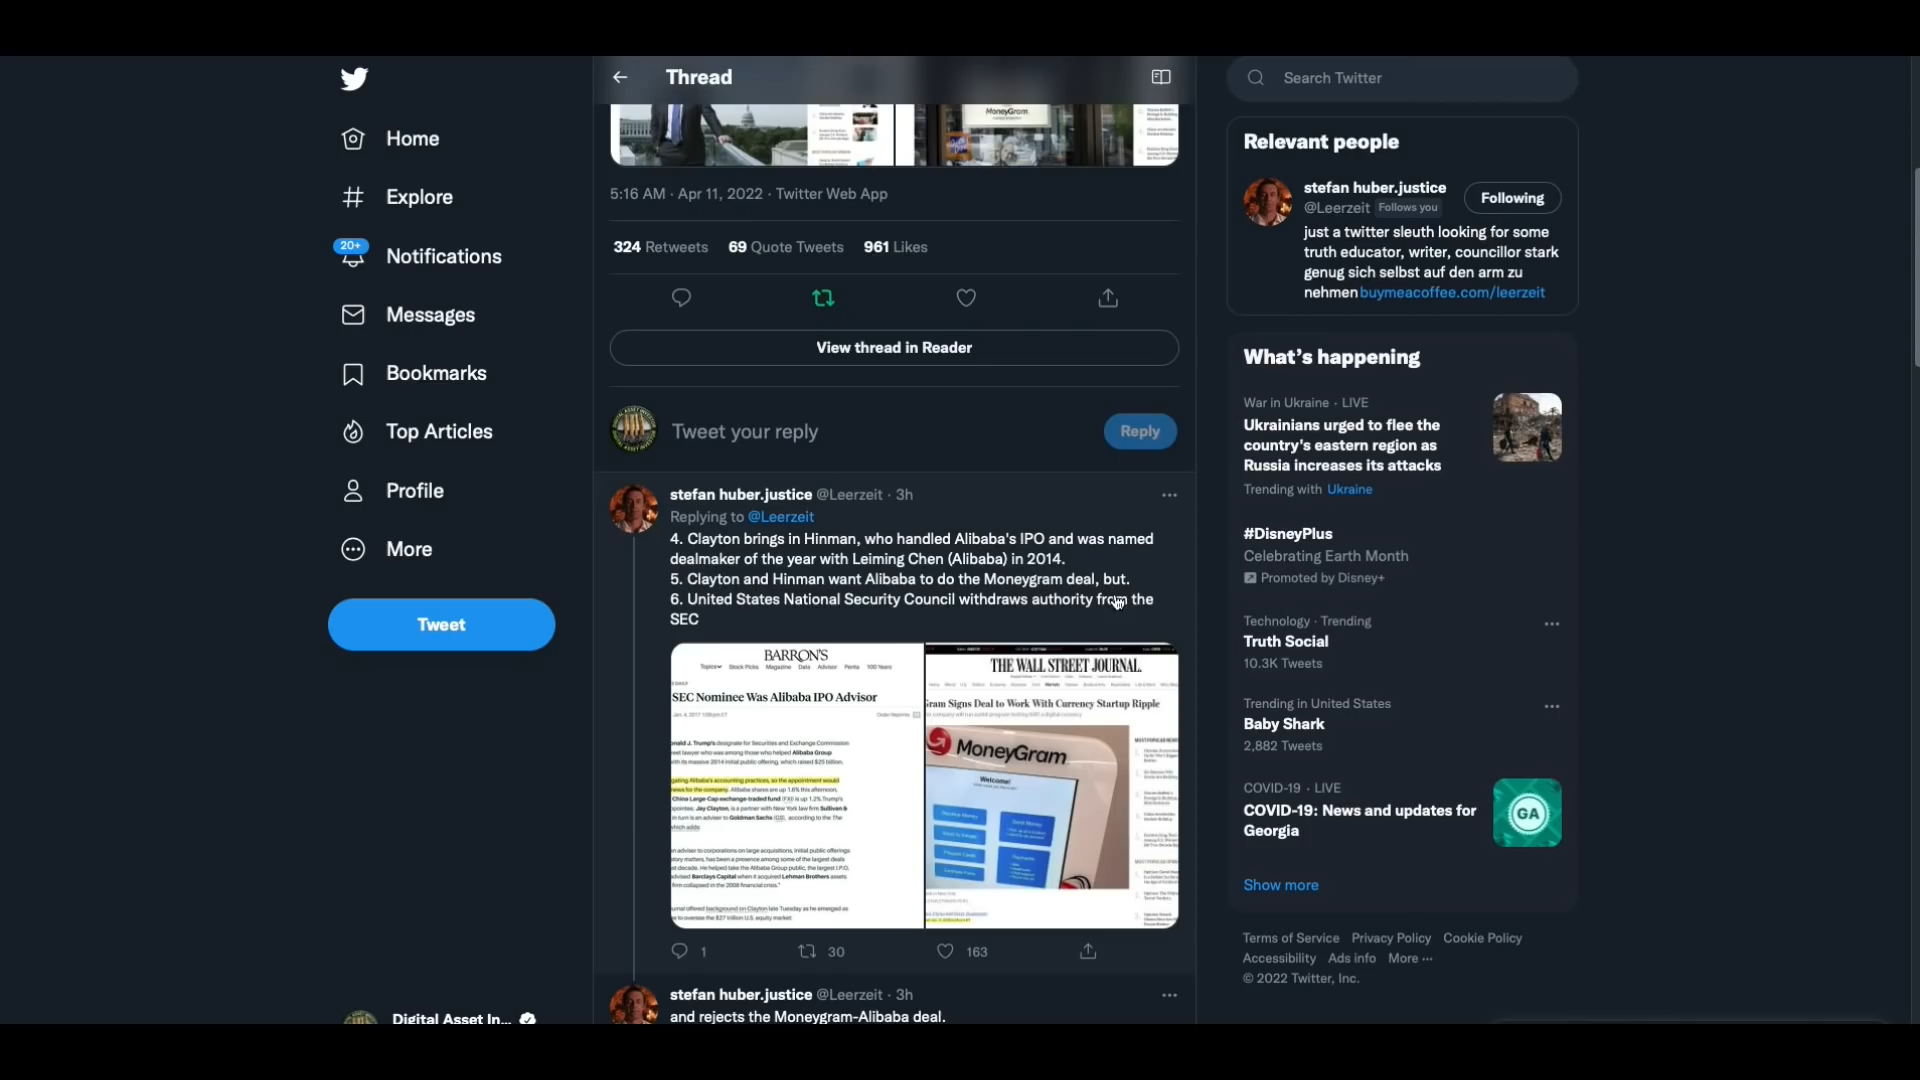 Home
Explore
20+
Notifications
Messages
Bookmarks
Top Articles
Profile
More
Tweet
Digital Asset In...
Thread
MoneyGram
5:16 AM · Apr 11, 2022 · Twitter Web App
324 Retweets 69 Quote Tweets 961 Likes
View thread in Reader
Tweet your reply
Reply
stefan huber.justice @Leerzeit · 3h
Replying to @Leerzeit
4. Clayton brings in Hinman, who handled Alibaba's IPO and was named
dealmaker of the year with Leiming Chen (Alibaba) in 2014.
5. Clayton and Hinman want Alibaba to do the Moneygram deal, but.
6. United States National Security Council withdraws authority from the
SEC
BARRON'S
Topics Stock Picks Magazine Data Advisor Penta 100 Years
SEC Nominee Was Alibaba IPO Advisor
THE WALL STREET JOURNAL.
Gram Signs Deal to Work With Currency Startup Ripple
MoneyGram
Welcome!
1 30 163
stefan huber.justice @Leerzeit · 3h
and rejects the Moneygram-Alibaba deal.
Search Twitter
Relevant people
stefan huber.justice
@Leerzeit Follows you
Following
just a twitter sleuth looking for some
truth educator, writer, councillor stark
genug sich selbst auf den arm zu
nehmen buymeacoffee.com/leerzeit
What's happening
War in Ukraine · LIVE
Ukrainians urged to flee the
country's eastern region as
Russia increases its attacks
Trending with Ukraine
#DisneyPlus
Celebrating Earth Month
Promoted by Disney+
Technology · Trending
Truth Social
10.3K Tweets
Trending in United States
Baby Shark
2,882 Tweets
COVID-19 · LIVE
COVID-19: News and updates for
Georgia
GA
Show more
Terms of Service Privacy Policy Cookie Policy
Accessibility Ads info More ···
© 2022 Twitter, Inc.